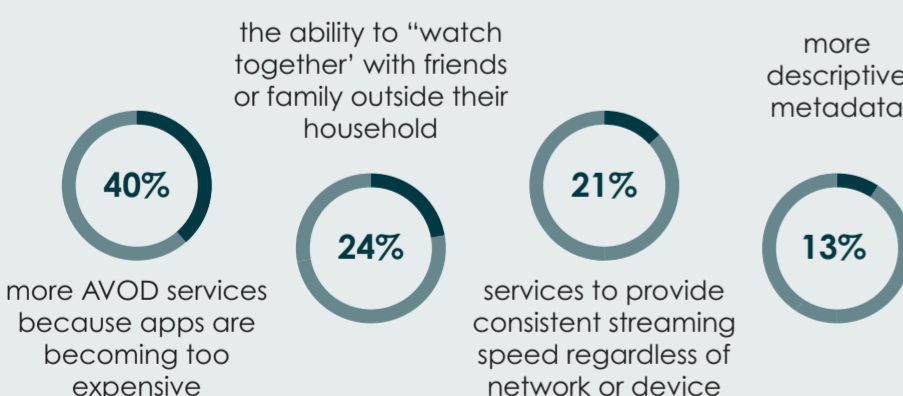 40%
more AVOD services
because apps are
becoming too
expensive
the ability to “watch
together’ with friends
or family outside their
household
24%
21%
services to provide
consistent streaming
speed regardless of
network or device
more
descriptive
metadata
13%